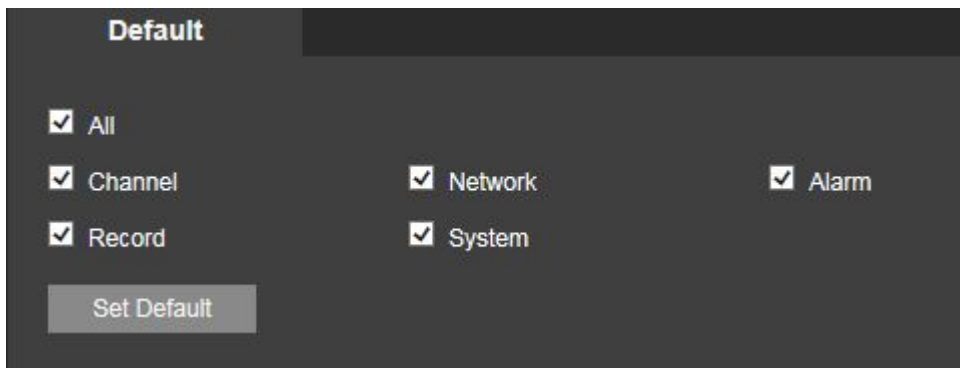 Default
All
Channel Network Alarm
Record System
Set Default